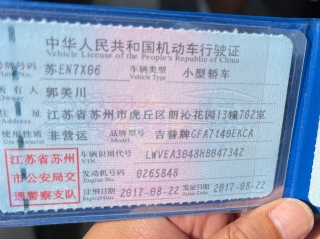 中华人民共和国机动车行驶证
Vehicle License of the People's Republic of China
号牌号码 苏EN7X06 车辆类型 小型轿车
Vehicle Type
所有人 郭美川
江苏省苏州市虎丘区朗沁花园13幢702室
使用性质 非营运 品牌型号 吉普牌GFA7140EKCA
江苏省苏州市公安局交通警察支队
车辆识别代号 LWVEA3048HB047342
发动机号码 0265848
Engine No.
注册日期 2017-08-22 发证日期 2017-08-22